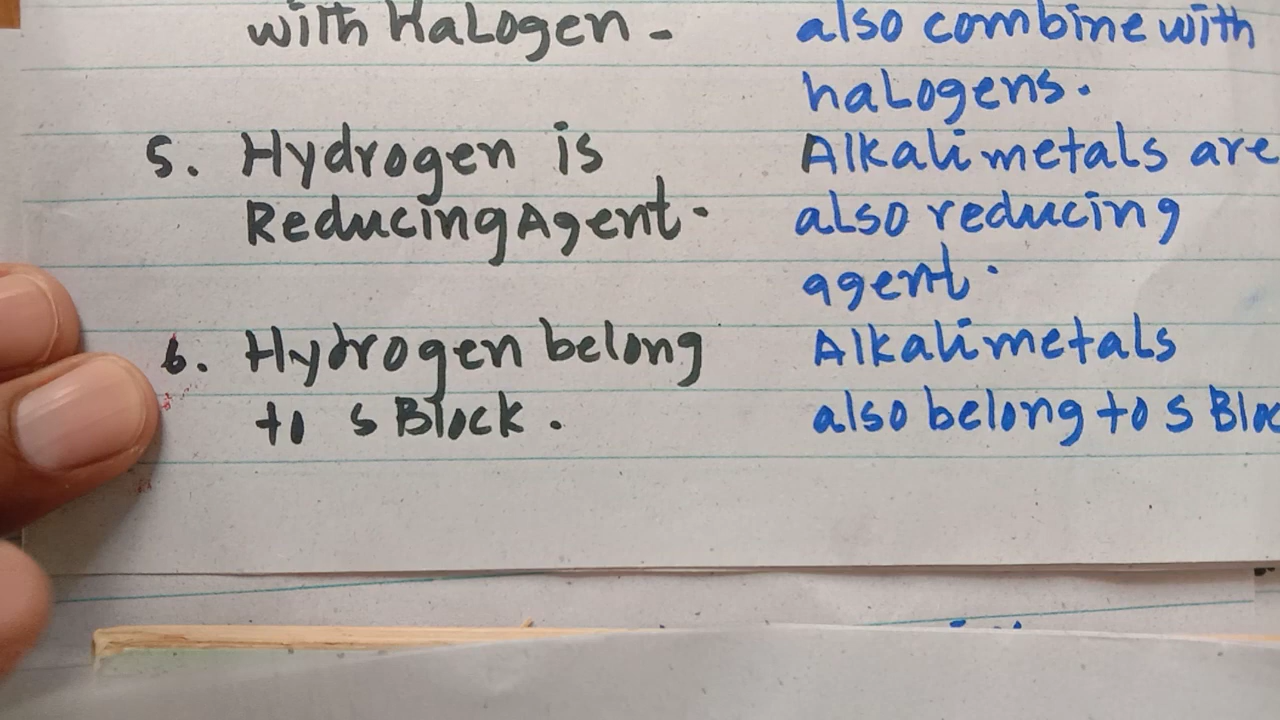 with Halogen -
5. Hydrogen is
Reducing Agent.
6. Hydrogen belong
to s Block.
also combine with
halogens.
Alkali metals are
also reducing
agent.
Alkali metals
also belong to s Bloc